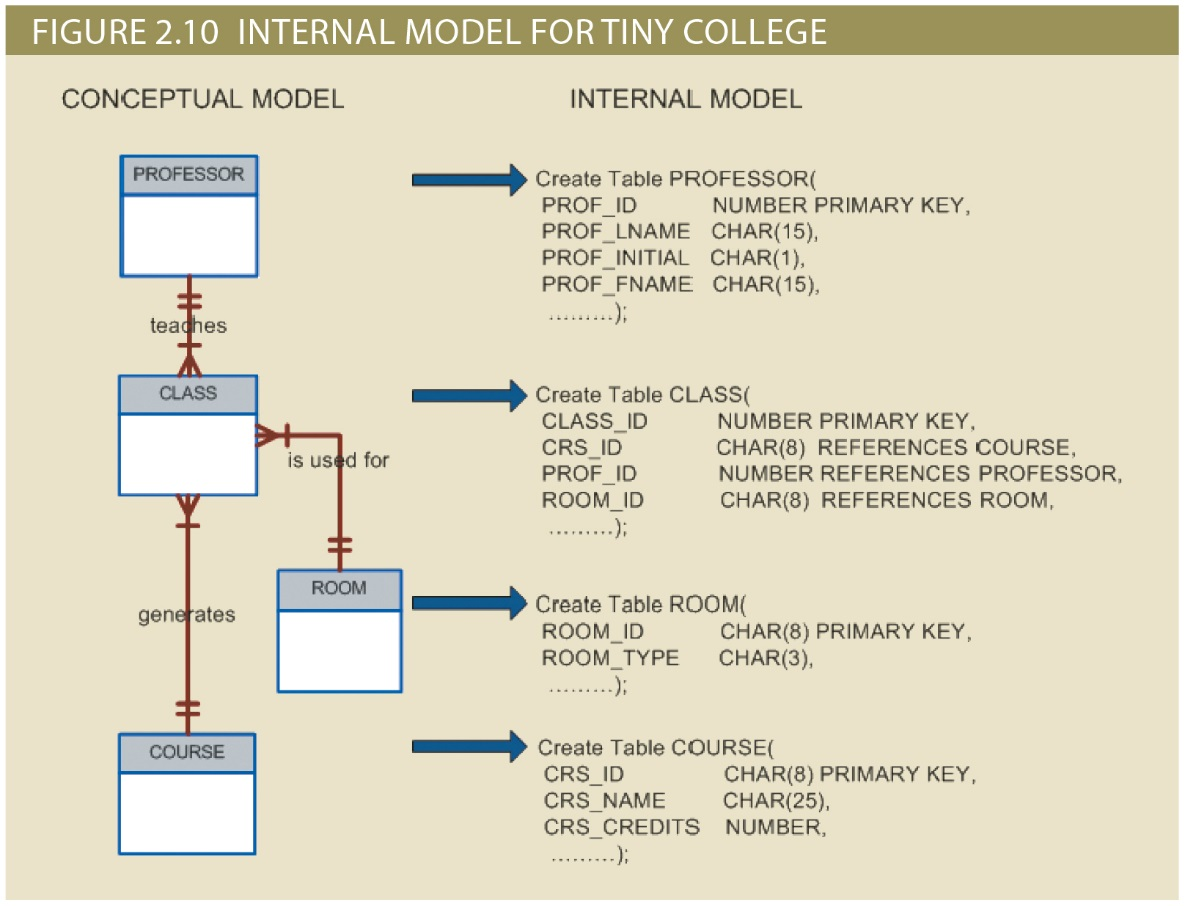 FIGURE 2.10 INTERNAL MODEL FOR TINY COLLEGE
CONCEPTUAL MODEL
PROFESSOR
teaches
CLASS
is used for
ROOM
generates
COURSE
INTERNAL MODEL
Create Table PROFESSOR(
PROF_ID NUMBER PRIMARY KEY,
PROF_LNAME CHAR(15),
PROF_INITIAL CHAR(1),
PROF_FNAME CHAR(15),
.........);
Create Table CLASS(
CLASS_ID NUMBER PRIMARY KEY,
CRS_ID CHAR(8) REFERENCES COURSE,
PROF_ID NUMBER REFERENCES PROFESSOR,
ROOM_ID CHAR(8) REFERENCES ROOM,
.........);
Create Table ROOM(
ROOM_ID CHAR(8) PRIMARY KEY,
ROOM_TYPE CHAR(3),
.........);
Create Table COURSE(
CRS_ID CHAR(8) PRIMARY KEY,
CRS_NAME CHAR(25),
CRS_CREDITS NUMBER,
.........);